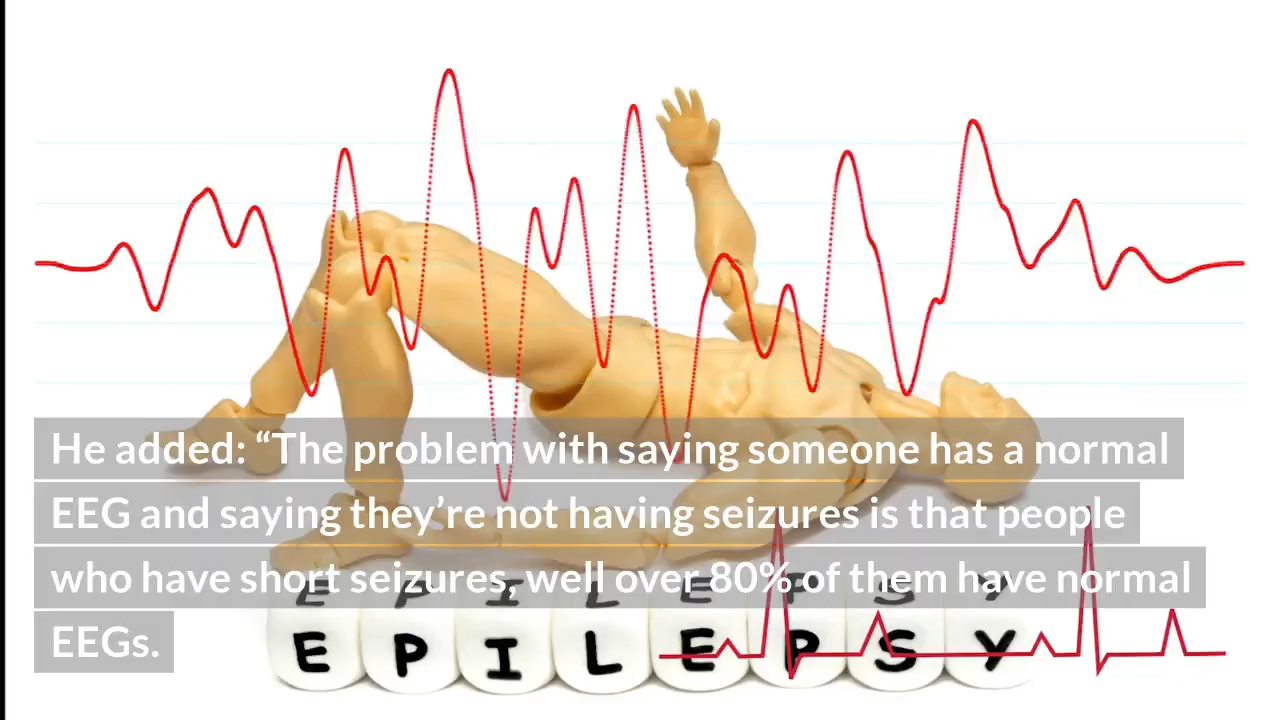 He added: “The problem with saying someone has a normal
EEG and saying they’re not having seizures is that people
who have short seizures, well over 80% of them have normal
EEGs.
EPILEPSY
EPILEPSY